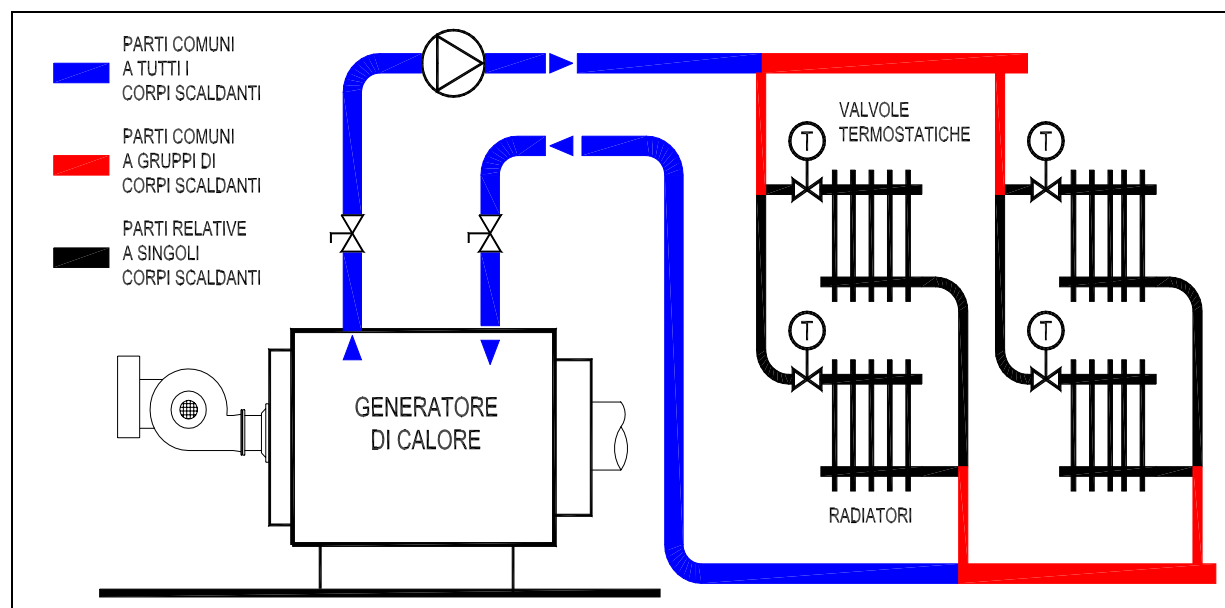 PARTI COMUNI
A TUTTI I
CORPI SCALDANTI
PARTI COMUNI
A GRUPPI DI
CORPI SCALDANTI
PARTI RELATIVE
A SINGOLI
CORPI SCALDANTI
VALVOLE
TERMOSTATICHE
T
T
T
T
GENERATORE
DI CALORE
RADIATORI